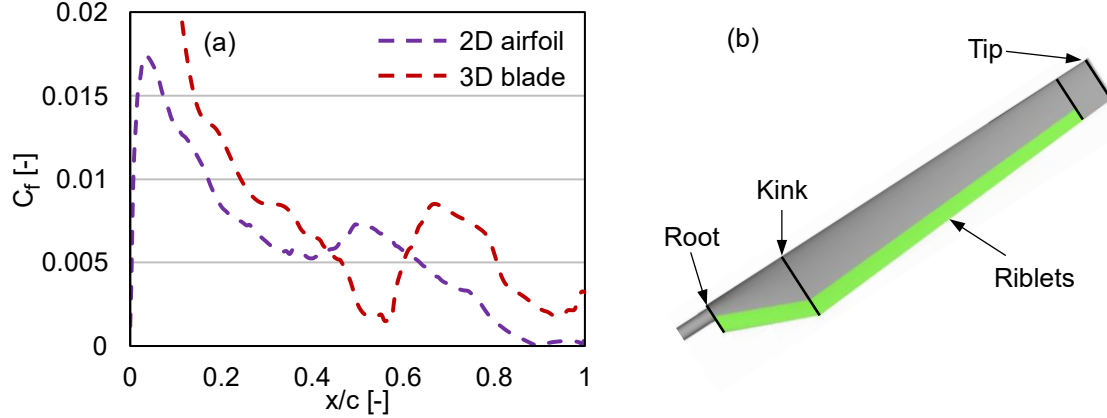 (a)
2D airfoil
3D blade
0.02
0.015
0.01
0.005
0
C_f [-]
0 0.2 0.4 0.6 0.8 1
x/c [-]
(b)
Tip
Kink
Root
Riblets